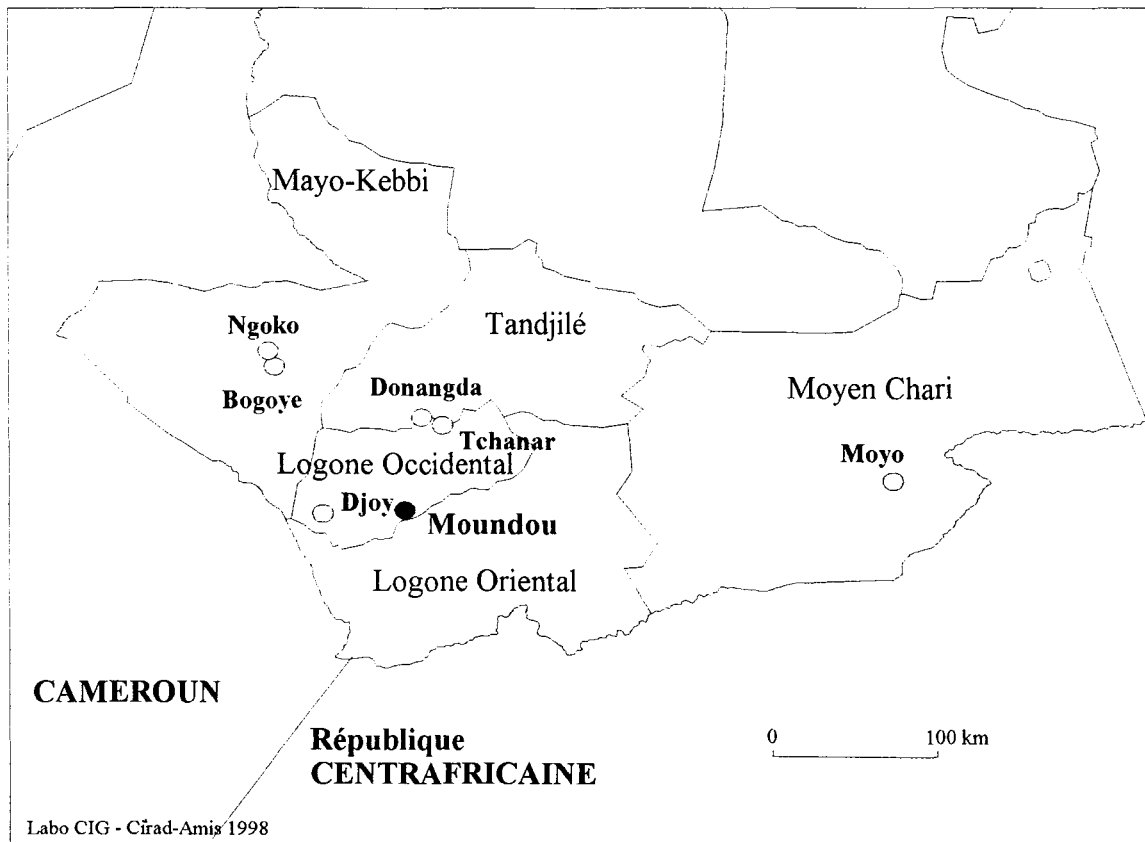 Mayo-Kebbi
Ngoko
Tandjilé
Bogoye
Donangda
Moyen Chari
Tchanar
Moyo
Logone Occidental
Djoy
Moundou
Logone Oriental
CAMEROUN
République
CENTRAFRICAINE
0
100 km
Labo CIG - Cirad-Amis 1998